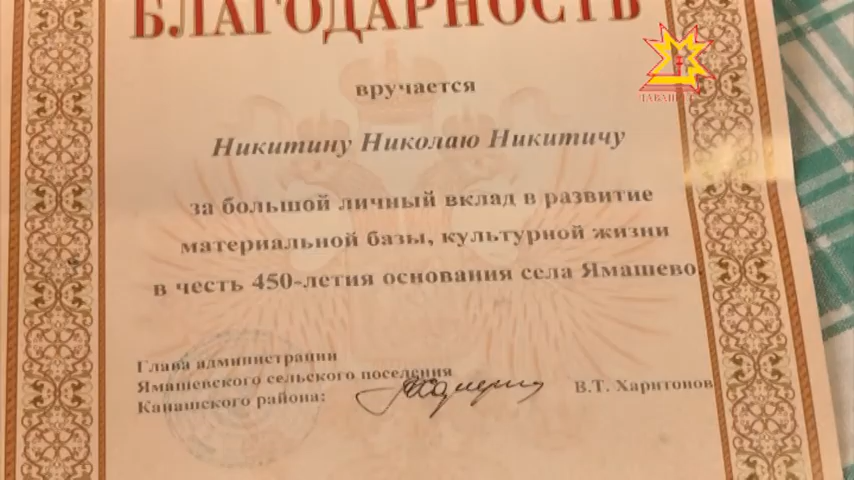 БЛАГОДАРНОСТЬ
вручается
Никитину Николаю Никитичу
за большой личный вклад в развитие
материальной базы, культурной жизни
в честь 450-летия основания села Ямашево.
Глава администрации
Ямашевского сельского поселения
Канашского района:
В.Т. Харитонов